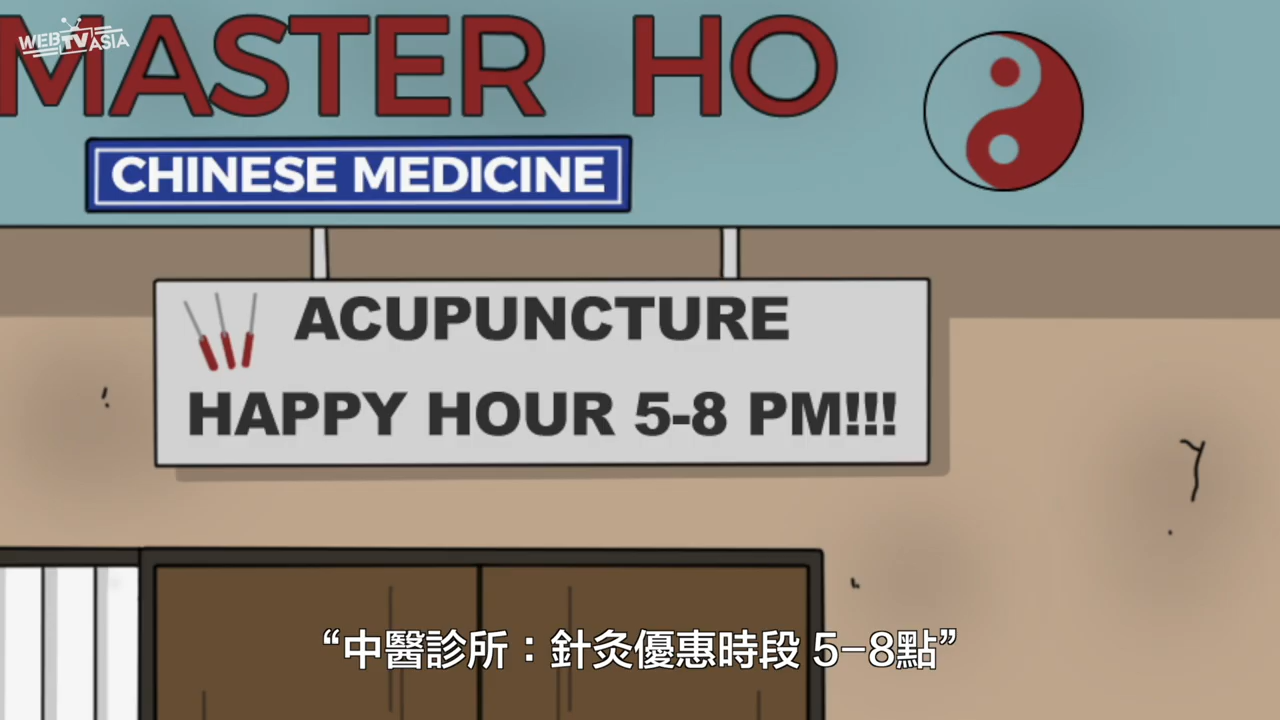 WEBTVASIA
MASTER HO
CHINESE MEDICINE
ACUPUNCTURE
HAPPY HOUR 5-8 PM!!!
“中醫診所：針灸優惠時段 5–8點”